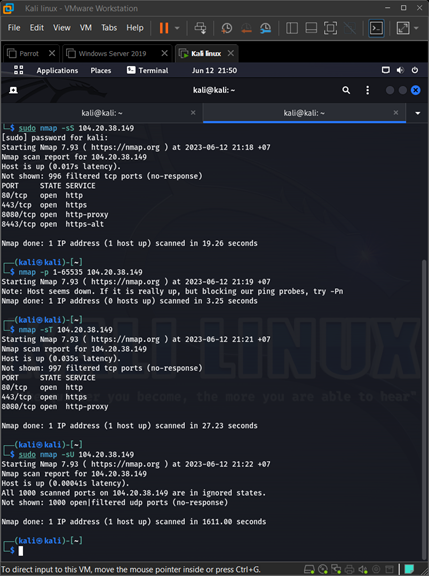 Kali linux - VMware Workstation
File Edit View VM Tabs Help
Parrot Windows Server 2019 Kali linux
Applications Places Terminal Jun 12 21:50
kali@kali: ~
kali@kali: ~ kali@kali: ~
└─$ sudo nmap -sS 104.20.38.149
[sudo] password for kali:
Starting Nmap 7.93 ( https://nmap.org ) at 2023-06-12 21:18 +07
Nmap scan report for 104.20.38.149
Host is up (0.017s latency).
Not shown: 996 filtered tcp ports (no-response)
PORT     STATE SERVICE
80/tcp   open  http
443/tcp  open  https
8080/tcp open  http-proxy
8443/tcp open  https-alt
Nmap done: 1 IP address (1 host up) scanned in 19.26 seconds
┌──(kali㉿kali)-[~]
└─$ nmap -p 1-65535 104.20.38.149
Starting Nmap 7.93 ( https://nmap.org ) at 2023-06-12 21:19 +07
Note: Host seems down. If it is really up, but blocking our ping probes, try -Pn
Nmap done: 1 IP address (0 hosts up) scanned in 3.25 seconds
┌──(kali㉿kali)-[~]
└─$ nmap -sT 104.20.38.149
Starting Nmap 7.93 ( https://nmap.org ) at 2023-06-12 21:21 +07
Nmap scan report for 104.20.38.149
Host is up (0.035s latency).
Not shown: 997 filtered tcp ports (no-response)
PORT     STATE SERVICE
80/tcp   open  http
443/tcp  open  https
8080/tcp open  http-proxy
Nmap done: 1 IP address (1 host up) scanned in 27.23 seconds
┌──(kali㉿kali)-[~]
└─$ sudo nmap -sU 104.20.38.149
Starting Nmap 7.93 ( https://nmap.org ) at 2023-06-12 21:22 +07
Nmap scan report for 104.20.38.149
Host is up (0.00041s latency).
All 1000 scanned ports on 104.20.38.149 are in ignored states.
Not shown: 1000 open|filtered udp ports (no-response)
Nmap done: 1 IP address (1 host up) scanned in 1611.00 seconds
┌──(kali㉿kali)-[~]
└─$
LINUX
you become, the more you are able to hear"
To direct input to this VM, move the mouse pointer inside or press Ctrl+G.